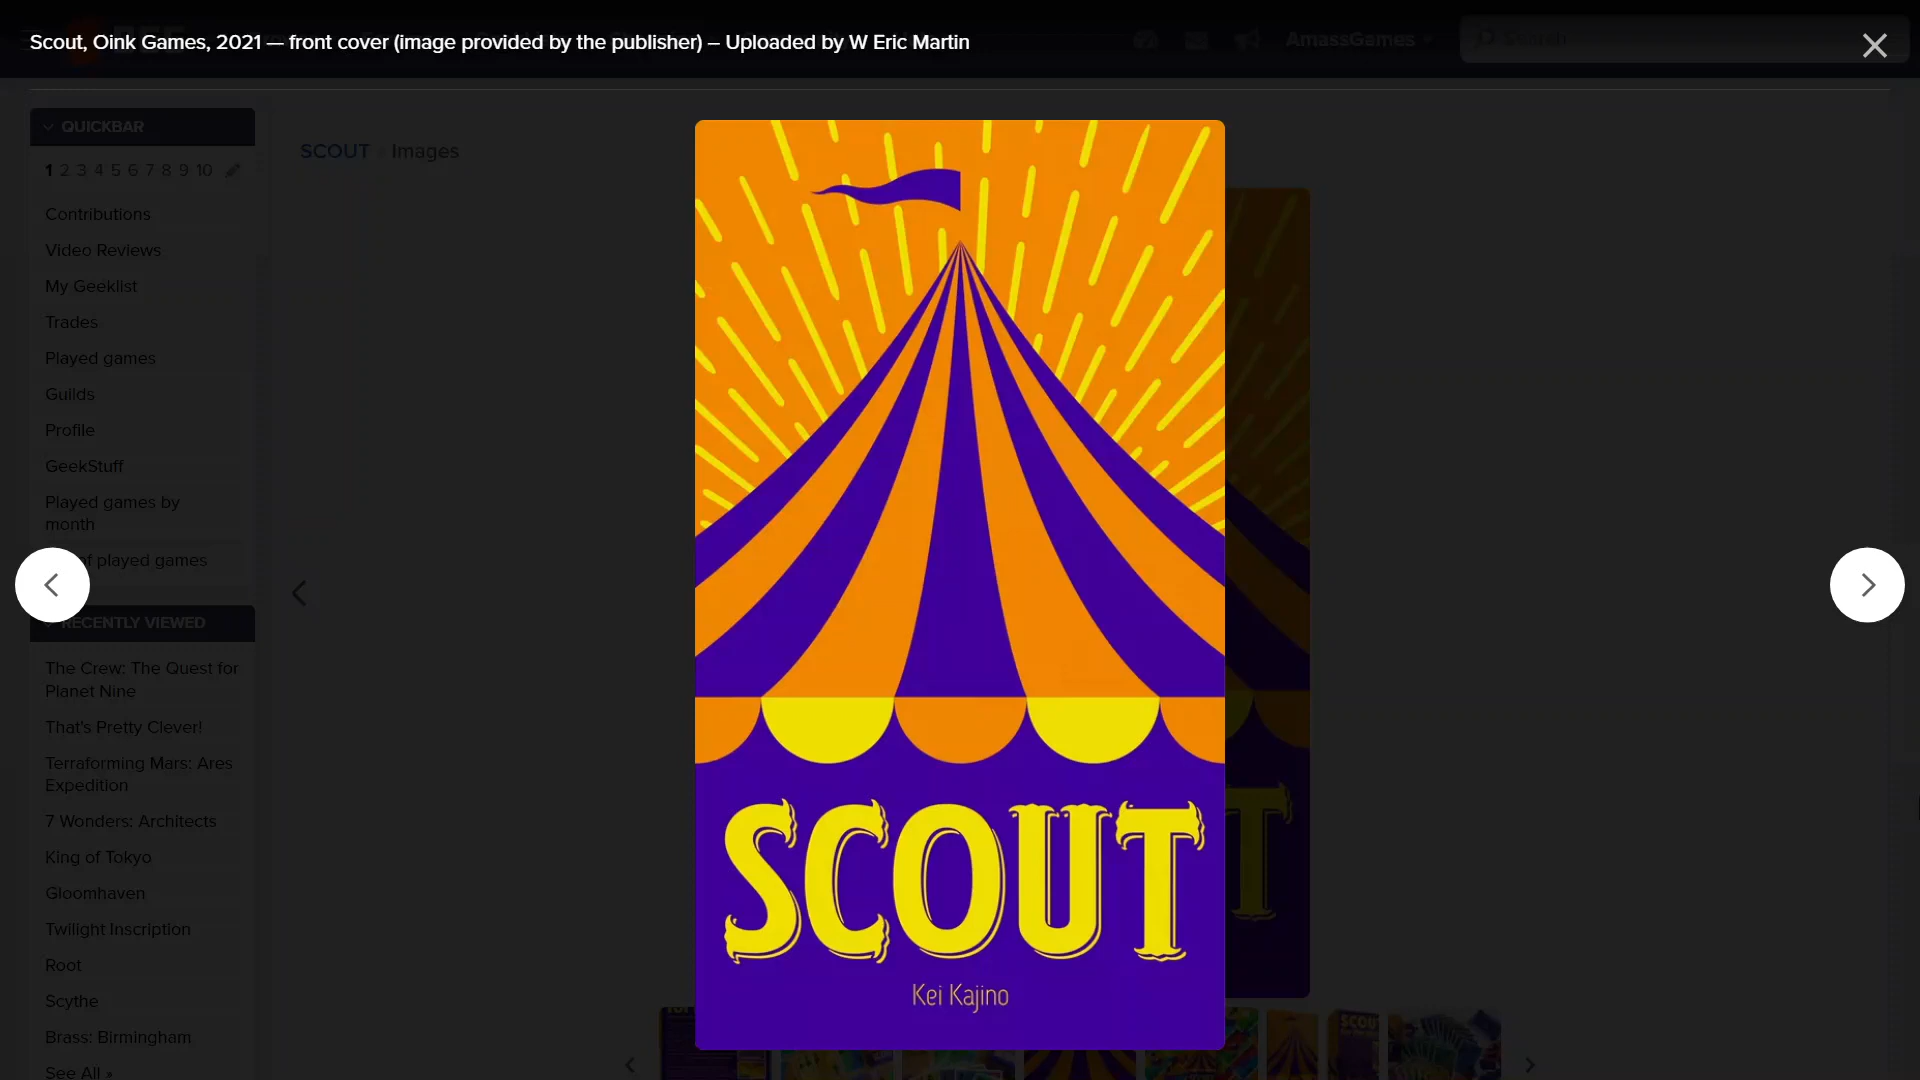 Scout, Oink Games, 2021 — front cover (image provided by the publisher) – Uploaded by W Eric Martin
AmassGames
Search
QUICKBAR
1 2 3 4 5 6 7 8 9 10
SCOUT
Images
Contributions
Video Reviews
My Geeklist
Trades
Played games
Guilds
Profile
GeekStuff
Played games by
month
of played games
RECENTLY VIEWED
The Crew: The Quest for
Planet Nine
That's Pretty Clever!
Terraforming Mars: Ares
Expedition
7 Wonders: Architects
King of Tokyo
Gloomhaven
Twilight Inscription
Root
Scythe
Brass: Birmingham
See All »
SCOUT
Kei Kajino
T
SCOUT